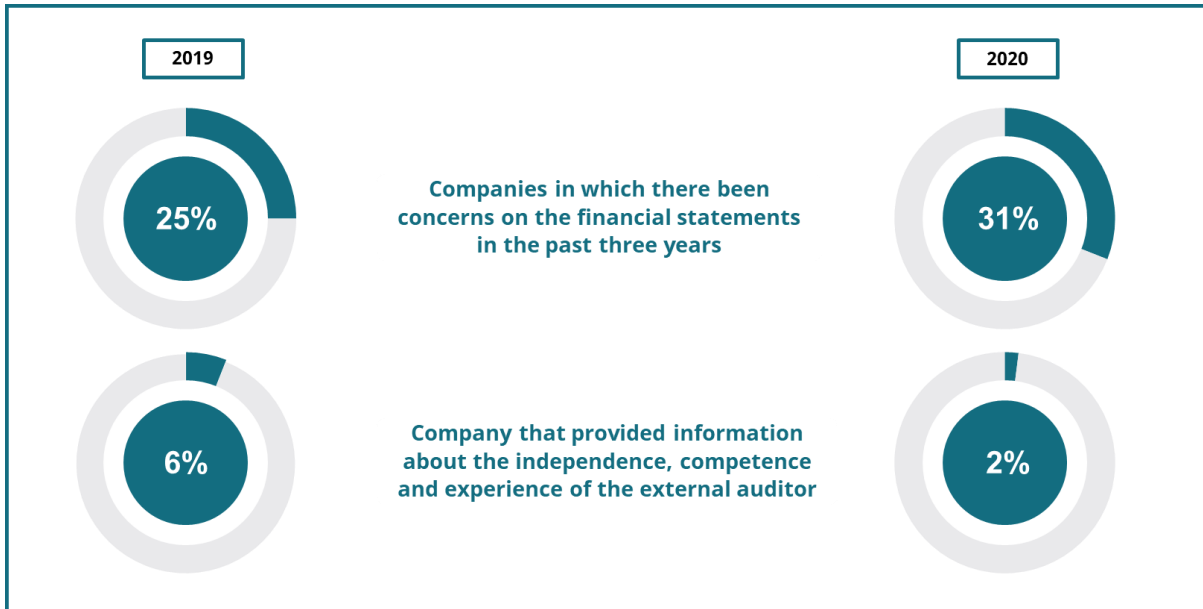 2019
2020
25%
Companies in which there been
concerns on the financial statements
in the past three years
31%
6%
Company that provided information
about the independence, competence
and experience of the external auditor
2%